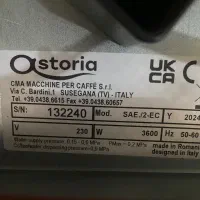 astoria
UK
CA
CMA MACCHINE PER CAFFÈ S.r.l.
Via C. Bardini,1 SUSEGANA (TV) - ITALY
Tel. +39.0438.6615 Fax +39.0438.60657
S/N: 132240 Mod. SAE /2-EC Y 2024
V 230 W 3600 Hz 50-60
made in Romania